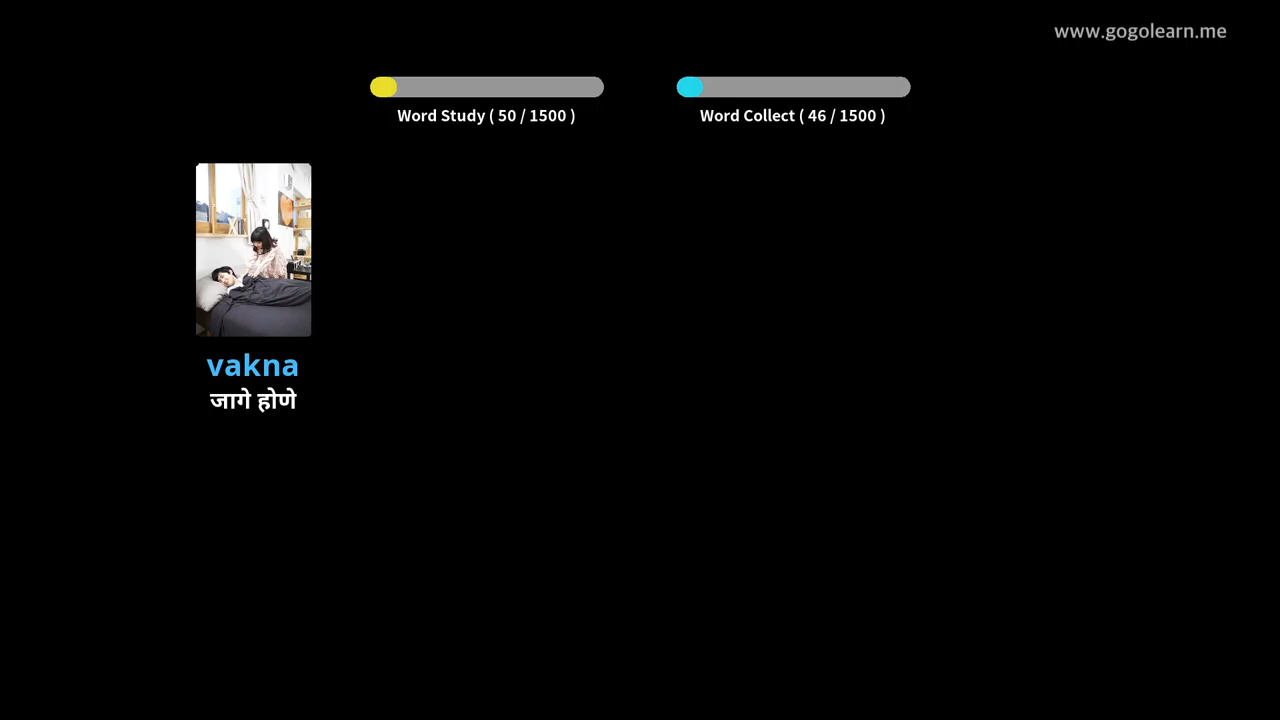 www.gogolearn.me
Word Study ( 50 / 1500 )
Word Collect ( 46 / 1500 )
vakna
जागे होणे